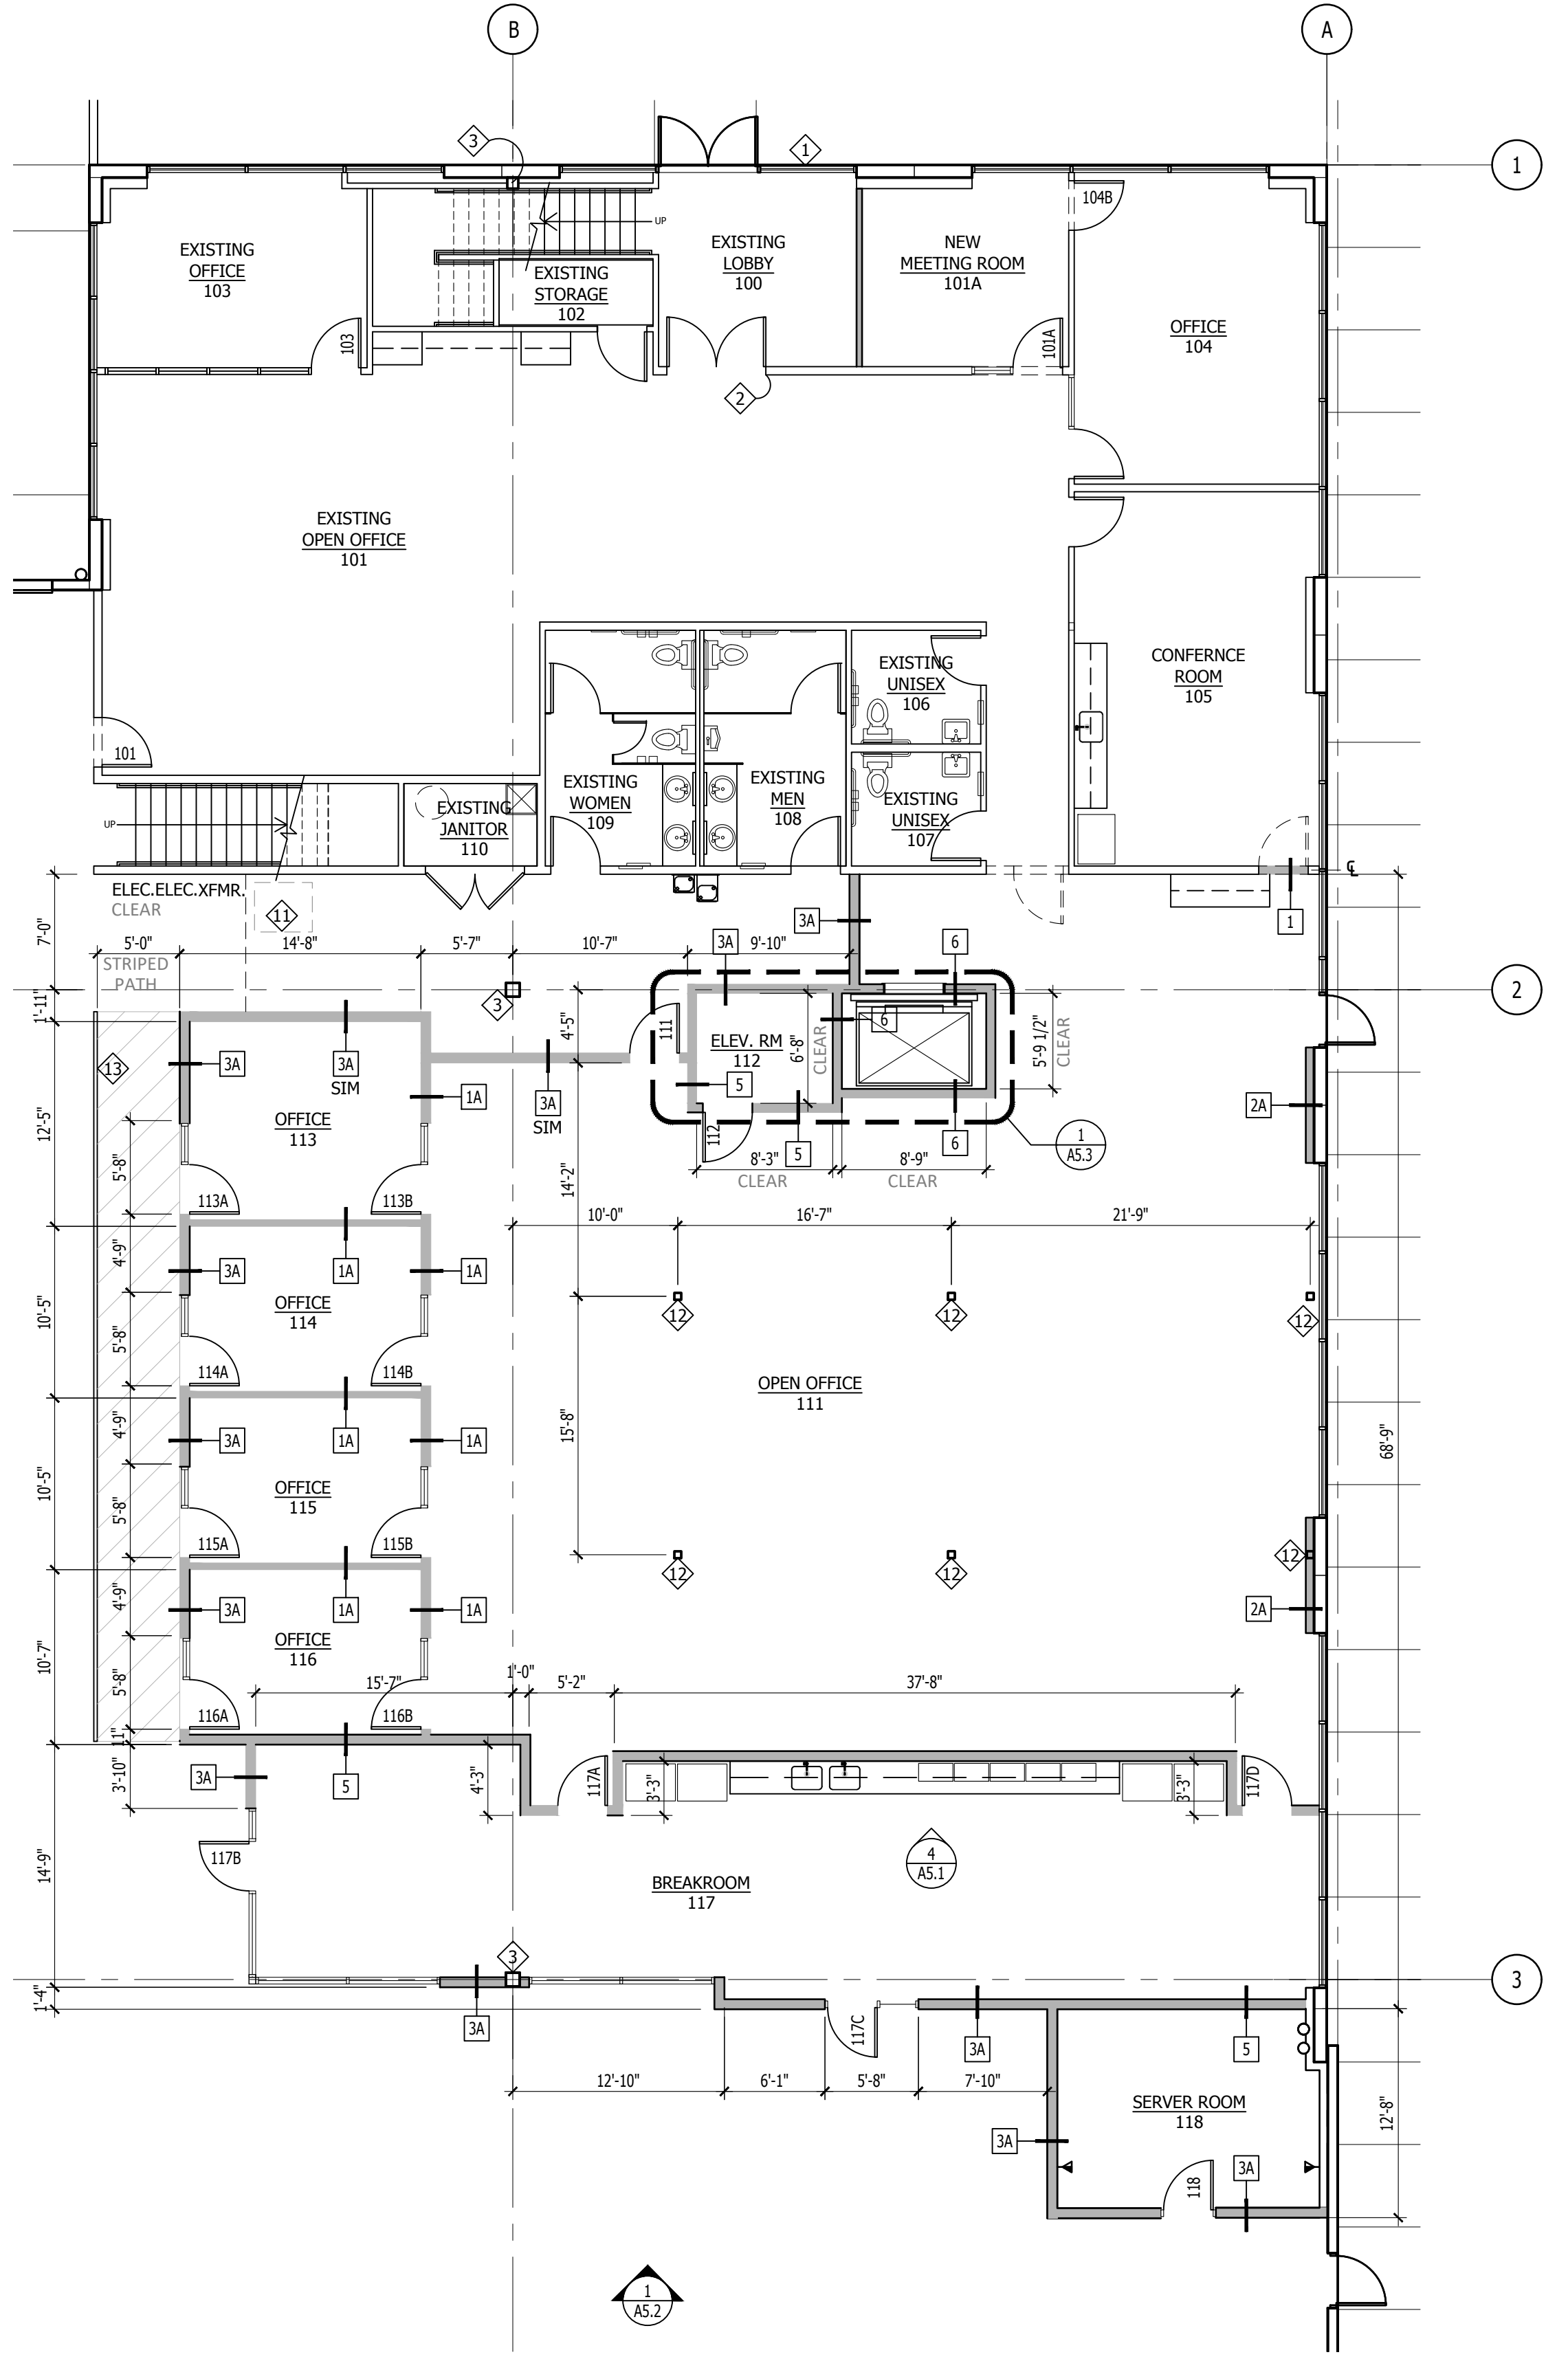 B
A
3
1
1
104B
UP
EXISTING
OFFICE
103
EXISTING
LOBBY
100
NEW
MEETING ROOM
101A
EXISTING
STORAGE
102
103
101A
OFFICE
104
2
EXISTING
OPEN OFFICE
101
CONFERNCE
ROOM
105
EXISTING
UNISEX
106
101
EXISTING
WOMEN
109
EXISTING
MEN
108
EXISTING
UNISEX
107
UP
EXISTING
JANITOR
110
ELEC.ELEC.XFMR.
CLEAR
11
℄
1
7'-0"
3A
5'-0"
14'-8"
5'-7"
10'-7"
3A
9'-10"
6
STRIPED
PATH
2
1'-11"
3
4'-5"
111
ELEV. RM
112
6'-8"
CLEAR
6
5'-9 1/2"
CLEAR
13
3A
3A
SIM
3A
SIM
5
1A
2A
12'-5"
OFFICE
113
112
5
6
1
A5.3
8'-3"
CLEAR
8'-9"
CLEAR
5'-8"
14'-2"
113A
113B
10'-0"
16'-7"
21'-9"
4'-9"
3A
1A
1A
10'-5"
OFFICE
114
12
12
12
5'-8"
114A
114B
OPEN OFFICE
111
4'-9"
15'-8"
68'-9"
3A
1A
1A
10'-5"
OFFICE
115
5'-8"
115A
115B
12
12
12
4'-9"
3A
1A
1A
2A
10'-7"
OFFICE
116
5'-8"
15'-7"
1'-0"
5'-2"
37'-8"
116A
116B
11"
3'-10"
3A
5
4'-3"
117A
3'-3"
3'-3"
117D
14'-9"
117B
4
A5.1
BREAKROOM
117
3
3
1'-4"
3A
117C
3A
5
12'-10"
6'-1"
5'-8"
7'-10"
SERVER ROOM
118
12'-8"
3A
118
3A
1
A5.2